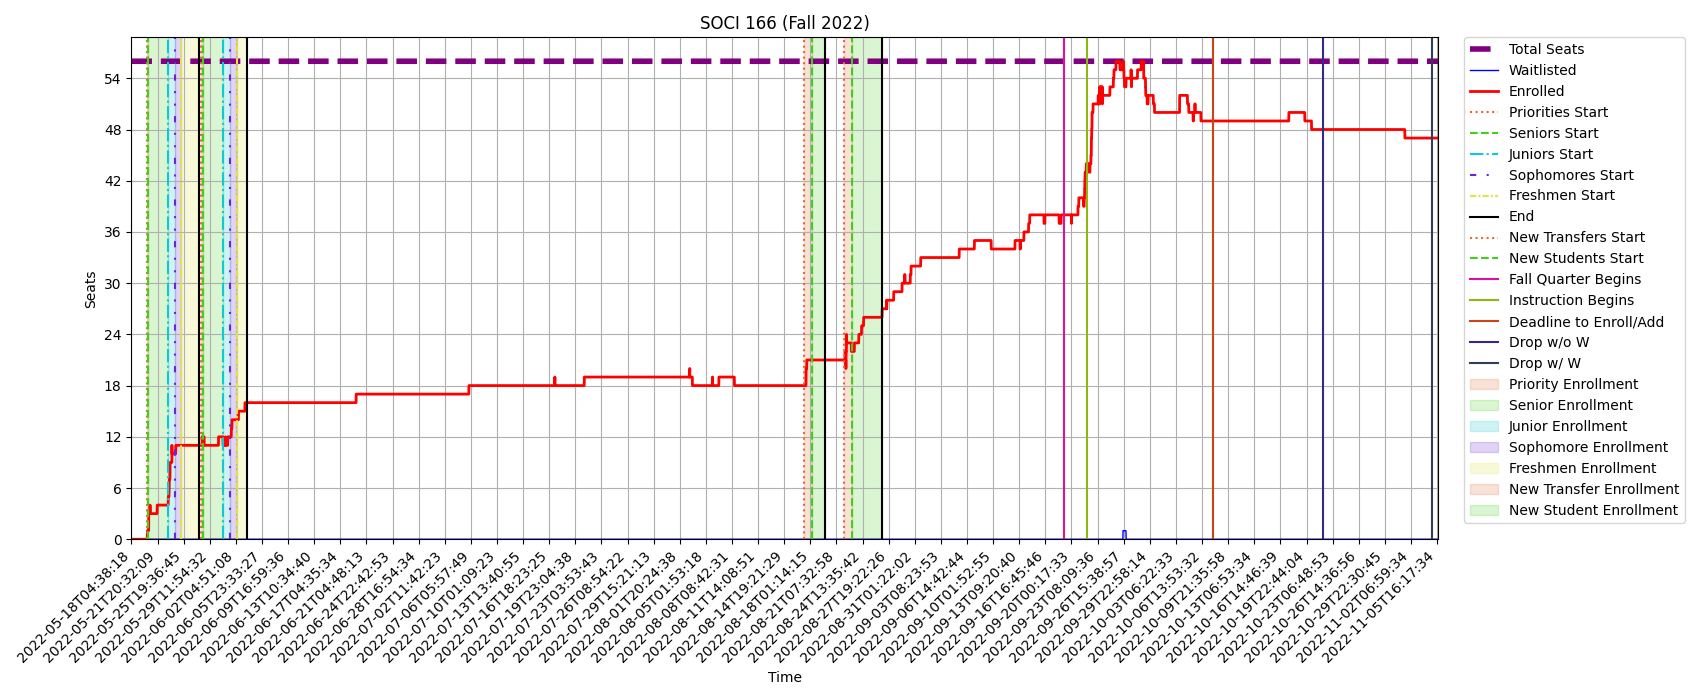 SOCI 166 (Fall 2022)
Seats
54
48
42
36
30
24
18
12
6
0
2022-05-18T04:38:18
2022-05-21T20:32:09
2022-05-25T19:36:45
2022-05-29T11:54:32
2022-06-02T04:51:08
2022-06-05T23:33:27
2022-06-09T16:59:36
2022-06-13T10:34:40
2022-06-17T04:35:34
2022-06-21T04:48:13
2022-06-24T22:42:53
2022-06-28T16:54:34
2022-07-02T11:42:23
2022-07-06T05:57:49
2022-07-10T01:09:23
2022-07-13T13:40:55
2022-07-16T18:23:25
2022-07-19T23:04:38
2022-07-23T03:53:43
2022-07-26T08:54:22
2022-07-29T15:21:13
2022-08-01T20:24:38
2022-08-05T01:53:18
2022-08-08T08:42:31
2022-08-11T14:08:51
2022-08-14T19:21:29
2022-08-18T01:14:15
2022-08-21T07:32:58
2022-08-24T13:35:42
2022-08-27T19:22:26
2022-08-31T01:22:02
2022-09-03T08:23:53
2022-09-06T14:42:44
2022-09-10T01:52:55
2022-09-13T09:20:40
2022-09-16T16:45:46
2022-09-20T00:17:33
2022-09-23T08:09:36
2022-09-26T15:38:57
2022-09-29T22:58:14
2022-10-03T06:22:33
2022-10-06T13:53:32
2022-10-09T21:35:58
2022-10-13T06:53:34
2022-10-16T14:46:39
2022-10-19T22:44:04
2022-10-23T06:48:53
2022-10-26T14:36:56
2022-10-29T22:30:45
2022-11-02T06:59:34
2022-11-05T16:17:34
Time
Total Seats
Waitlisted
Enrolled
Priorities Start
Seniors Start
Juniors Start
Sophomores Start
Freshmen Start
End
New Transfers Start
New Students Start
Fall Quarter Begins
Instruction Begins
Deadline to Enroll/Add
Drop w/o W
Drop w/ W
Priority Enrollment
Senior Enrollment
Junior Enrollment
Sophomore Enrollment
Freshmen Enrollment
New Transfer Enrollment
New Student Enrollment